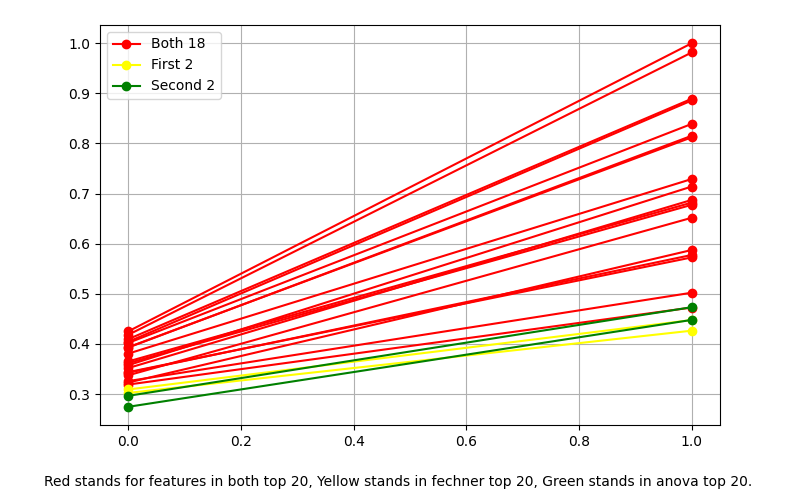 Both 18
First 2
Second 2
1.0
0.9
0.8
0.7
0.6
0.5
0.4
0.3
0.0 0.2 0.4 0.6 0.8 1.0
Red stands for features in both top 20, Yellow stands in fechner top 20, Green stands in anova top 20.